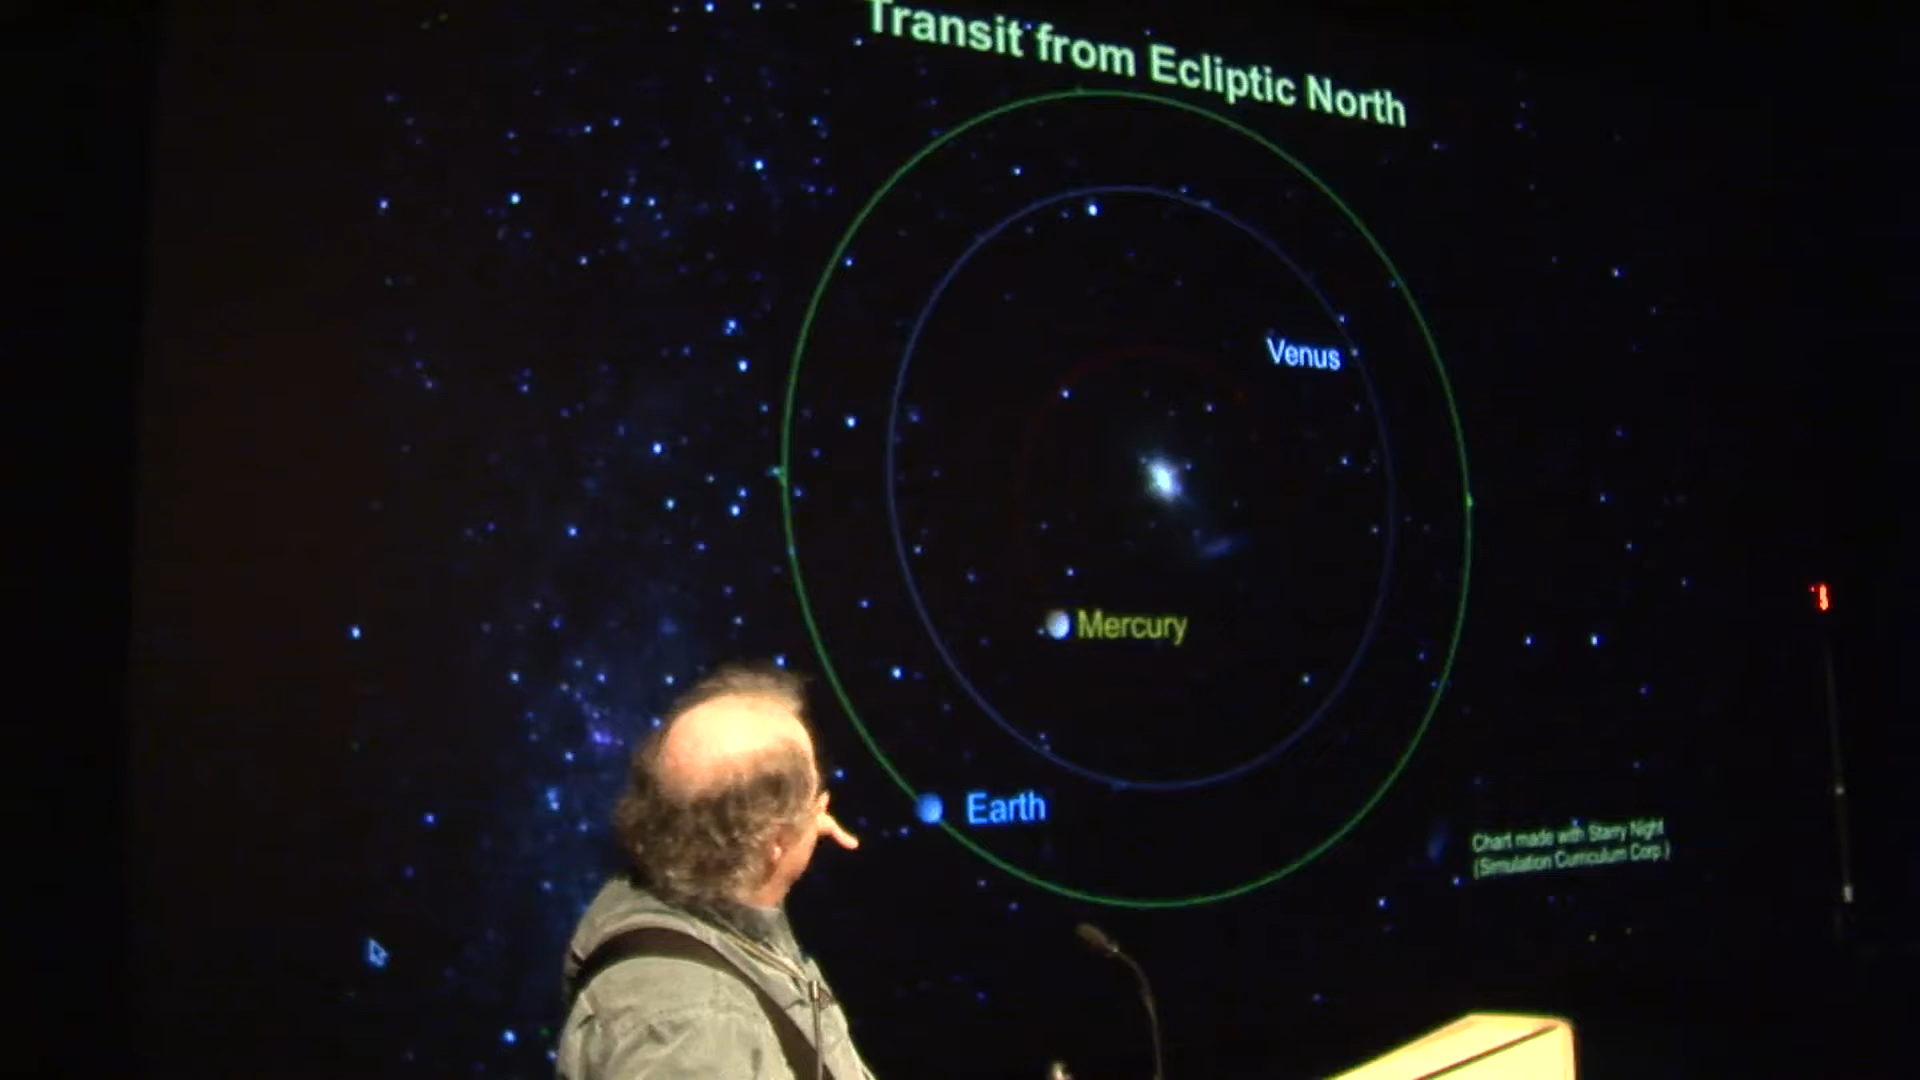 Transit from Ecliptic North
Venus
Mercury
Earth
Chart made with Starry Night
(Simulation Curriculum Corp.)